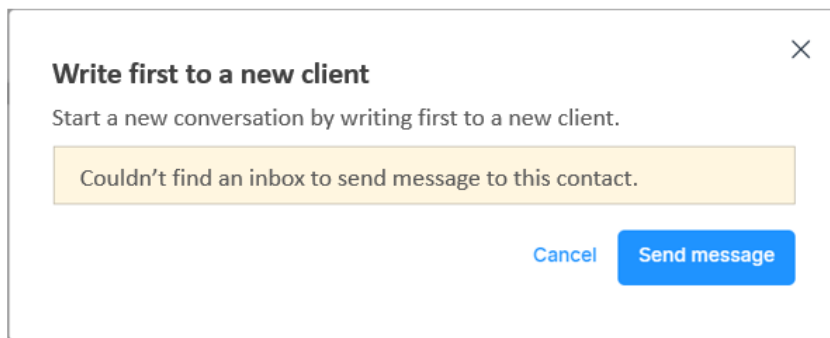 Write first to a new client
Start a new conversation by writing first to a new client.
Couldn’t find an inbox to send message to this contact.
Cancel
Send message